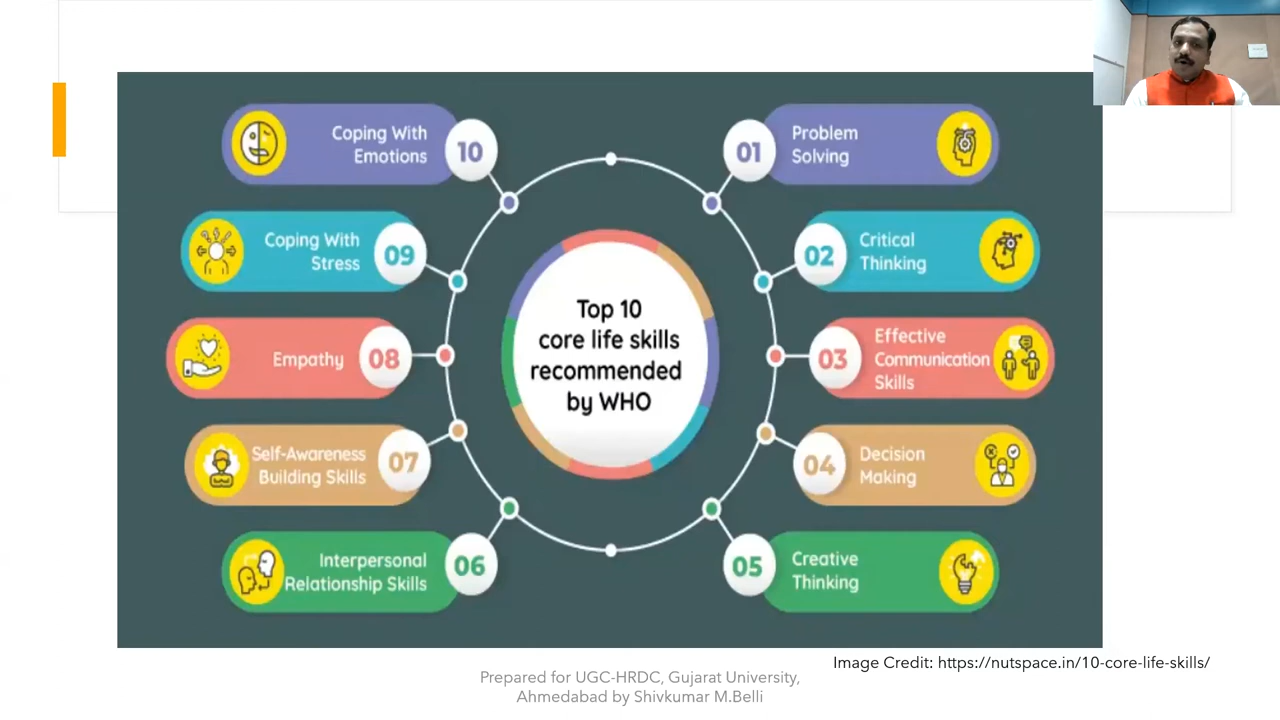 Top 10
core life skills
recommended
by WHO
01
Problem
Solving
02
Critical
Thinking
03
Effective
Communication
Skills
04
Decision
Making
05
Creative
Thinking
06
Interpersonal
Relationship Skills
07
Self-Awareness
Building Skills
08
Empathy
09
Coping With
Stress
10
Coping With
Emotions
Image Credit: https://nutspace.in/10-core-life-skills/
Prepared for UGC-HRDC, Gujarat University,
Ahmedabad by Shivkumar M.Belli